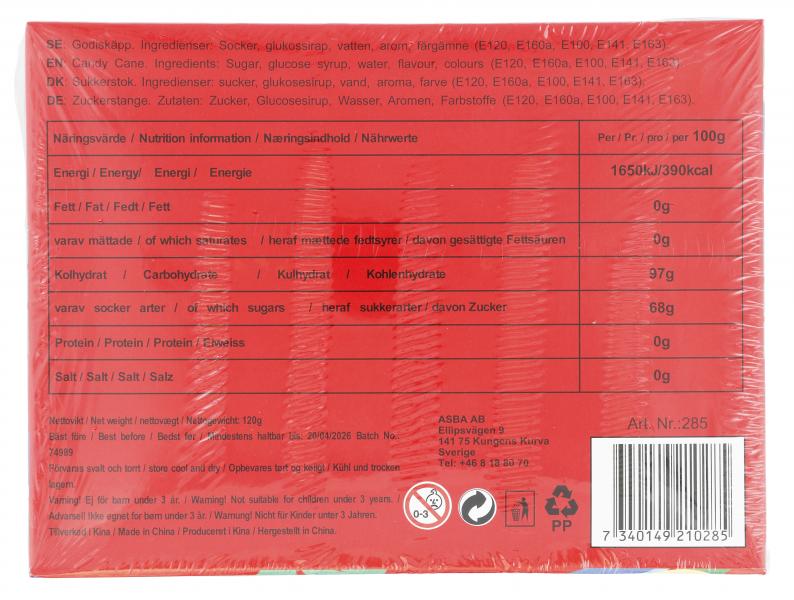 SE: Godiskäpp. Ingredienser: Socker, glukossirap, vatten, arom, färgämne (E120, E160a, E100, E141, E163).
EN: Candy Cane. Ingredients: Sugar, glucose syrup, water, flavour, colours (E120, E160a, E100, E141, E163).
DK: Sukkerstok. Ingredienser: sucker, glukosesirup, vand, aroma, farve (E120, E160a, E100, E141, E163).
DE: Zuckerstange. Zutaten: Zucker, Glucosesirup, Wasser, Aromen, Farbstoffe (E120, E160a, E100, E141, E163).
Näringsvärde / Nutrition information / Næringsindhold / Nährwerte Per / Pr. / pro / per 100g
Energi / Energy/ Energi / Energie 1650kJ/390kcal
Fett / Fat / Fedt / Fett 0g
varav mättade / of which saturates / heraf mættede fedtsyrer / davon gesättigte Fettsäuren 0g
Kolhydrat / Carbohydrate / Kulhydrat / Kohlenhydrate 97g
varav socker arter / of which sugars / heraf sukkerarter / davon Zucker 68g
Protein / Protein / Protein / Eiweiss 0g
Salt / Salt / Salt / Salz 0g
Nettovikt / Net weight / nettovægt / Nettogewicht: 120g
Bäst före / Best before / Bedst før / Mindestens haltbar bis: 20/04/2026 Batch No.:
74989
Förvaras svalt och torrt / store cool and dry / Opbevares tørt og køligt / Kühl und trocken
lagern.
Varning! Ej för barn under 3 år. / Warning! Not suitable for children under 3 years. /
Advarsel! Ikke egnet for børn under 3 år. / Warnung! Nicht für Kinder unter 3 Jahren.
Tillverkad i Kina / Made in China / Produceret i Kina / Hergestellt in China.
ASBA AB
Ellipsvägen 9
141 75 Kungens Kurva
Sverige
Tel: +46 8 18 80 70
0-3
PP
Art. Nr.:285
7 340149 210285